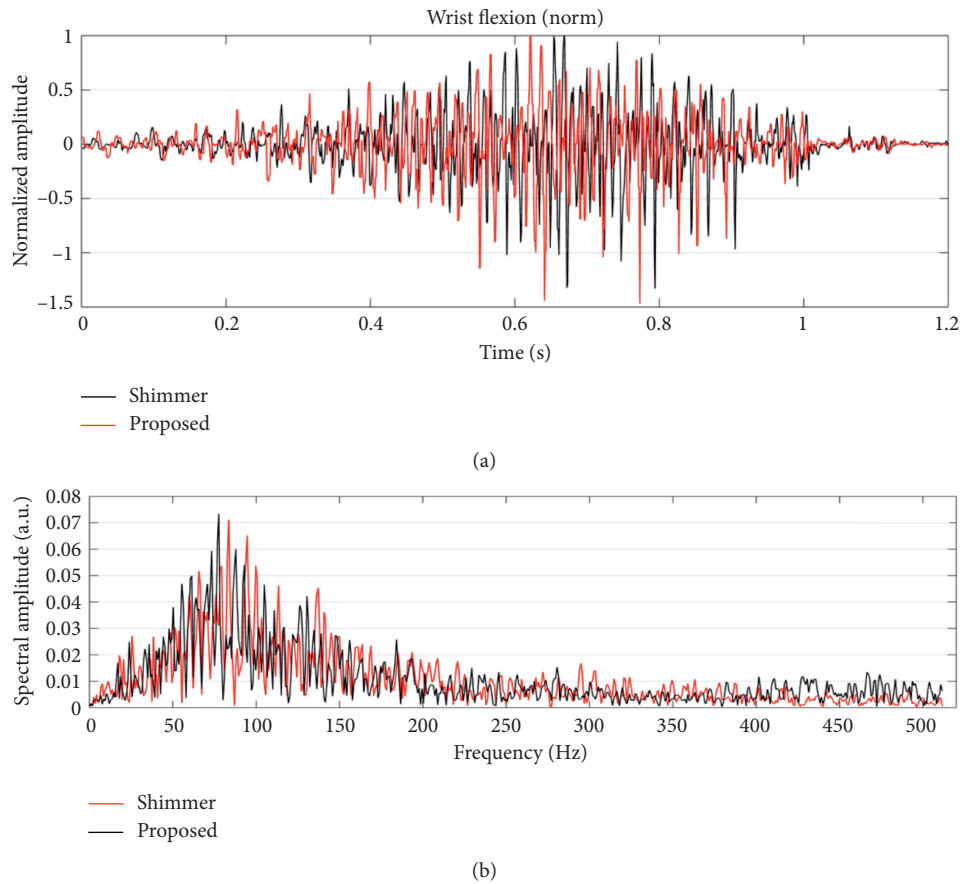 Wrist flexion (norm)
Normalized amplitude
1
0.5
0
–0.5
–1
–1.5
0 0.2 0.4 0.6 0.8 1 1.2
Time (s)
Shimmer
Proposed
(a)
Spectral amplitude (a.u.)
0.08
0.07
0.06
0.05
0.04
0.03
0.02
0.01
0
0 50 100 150 200 250 300 350 400 450 500
Frequency (Hz)
Shimmer
Proposed
(b)